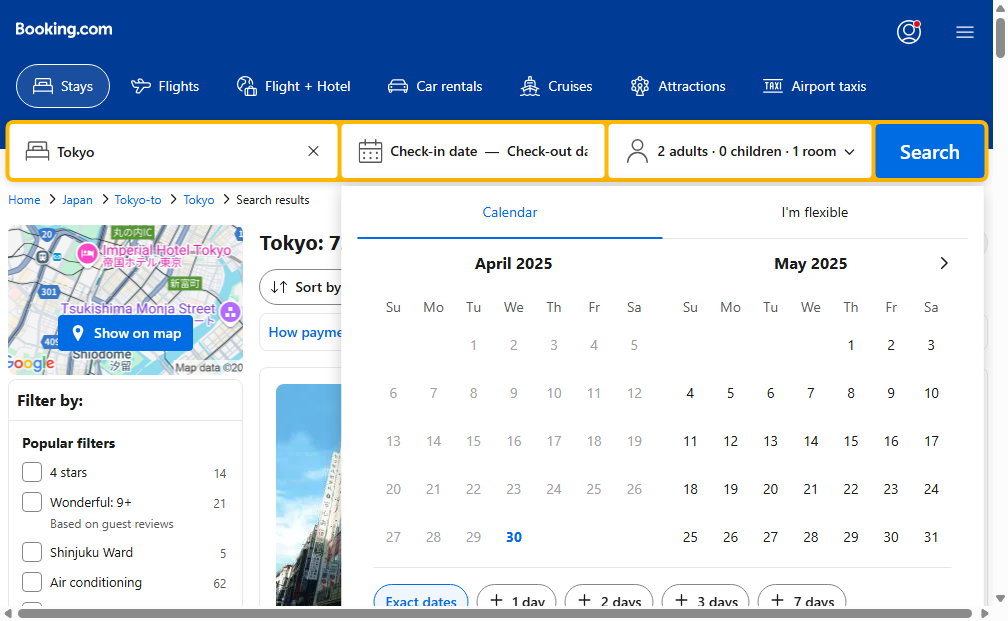 Booking.com
Stays
Flights
Flight + Hotel
Car rentals
Cruises
Attractions
TAXI Airport taxis
Tokyo
Check-in date — Check-out da
2 adults · 0 children · 1 room
Search
Home > Japan > Tokyo-to > Tokyo > Search results
Calendar
I'm flexible
Tokyo: 7
Sort by
How payme
20
丸の内IC
Imperial Hotel Tokyo
帝国ホテル東京
新富町
301
Tsukishima Monja Street
409
Show on map
Shiodome
汐留
Google
Map data ©20
April 2025
Su Mo Tu We Th Fr Sa
1 2 3 4 5
6 7 8 9 10 11 12
13 14 15 16 17 18 19
20 21 22 23 24 25 26
27 28 29 30
May 2025
Su Mo Tu We Th Fr Sa
1 2 3
4 5 6 7 8 9 10
11 12 13 14 15 16 17
18 19 20 21 22 23 24
25 26 27 28 29 30 31
Exact dates
+ 1 day
+ 2 days
+ 3 days
+ 7 days
Filter by:
Popular filters
4 stars 14
Wonderful: 9+ 21
Based on guest reviews
Shinjuku Ward 5
Air conditioning 62